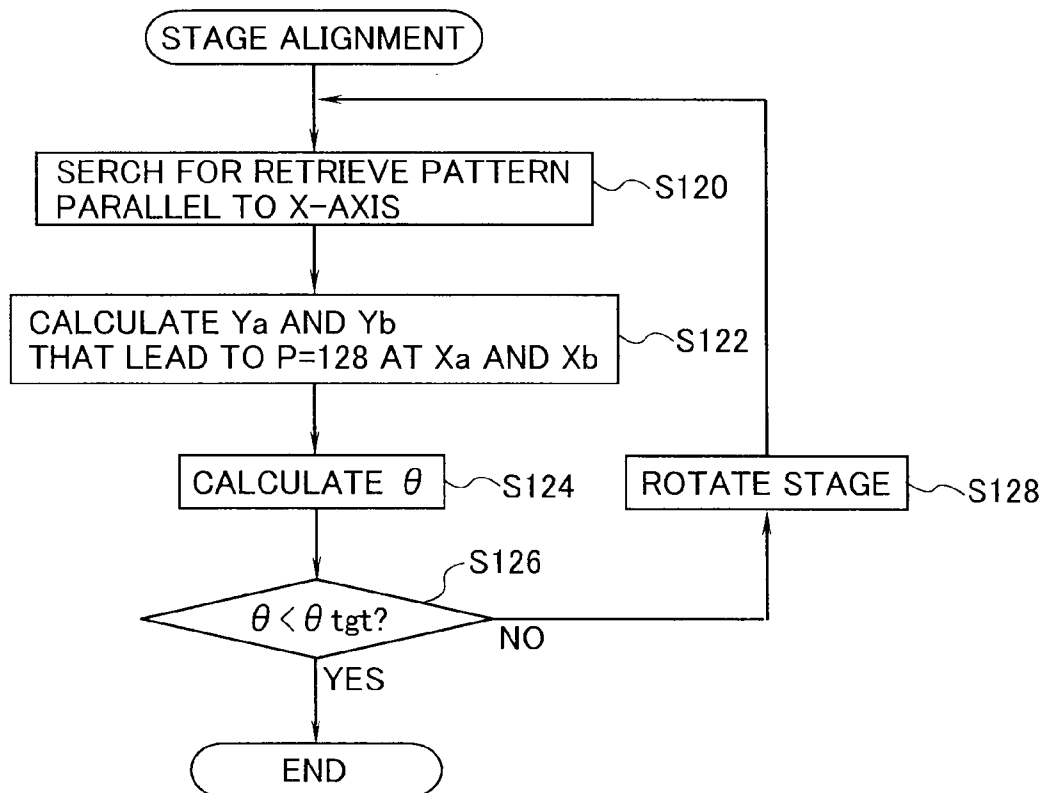 STAGE ALIGNMENT
SERCH FOR RETRIEVE PATTERN
PARALLEL TO X-AXIS
S120
CALCULATE Ya AND Yb
THAT LEAD TO P=128 AT Xa AND Xb
S122
CALCULATE θ
S124
ROTATE STAGE
S128
S126
θ < θ tgt?
NO
YES
END